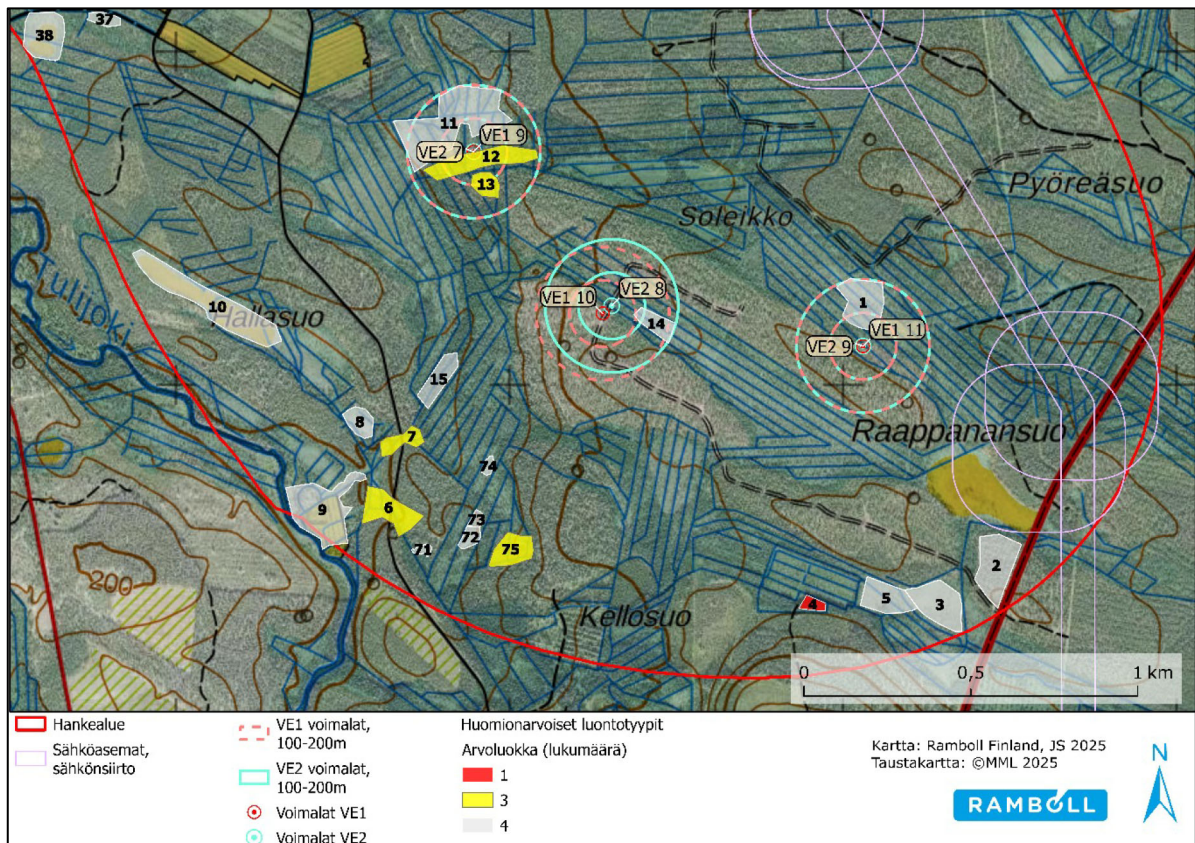 37
38
11
VE1 9
VE2 7
12
13
Pyöreäsuo
Soleikko
Tulijoki
10
Hallasuo
VE1 10
VE2 8
14
1
VE1 11
VE2 9
15
8
7
Raappanansuo
74
9
6
73
72
71
75
2
200
5
3
4
Kellosuo
0
0,5
1 km
Hankealue
Sähköasemat,
sähkönsiirto
VE1 voimalat,
100-200m
VE2 voimalat,
100-200m
Voimalat VE1
Voimalat VE2
Huomionarvoiset luontotyypit
Arvoluokka (lukumäärä)
1
3
4
Kartta: Ramboll Finland, JS 2025
Taustakartta: ©MML 2025
RAMBOLL
N